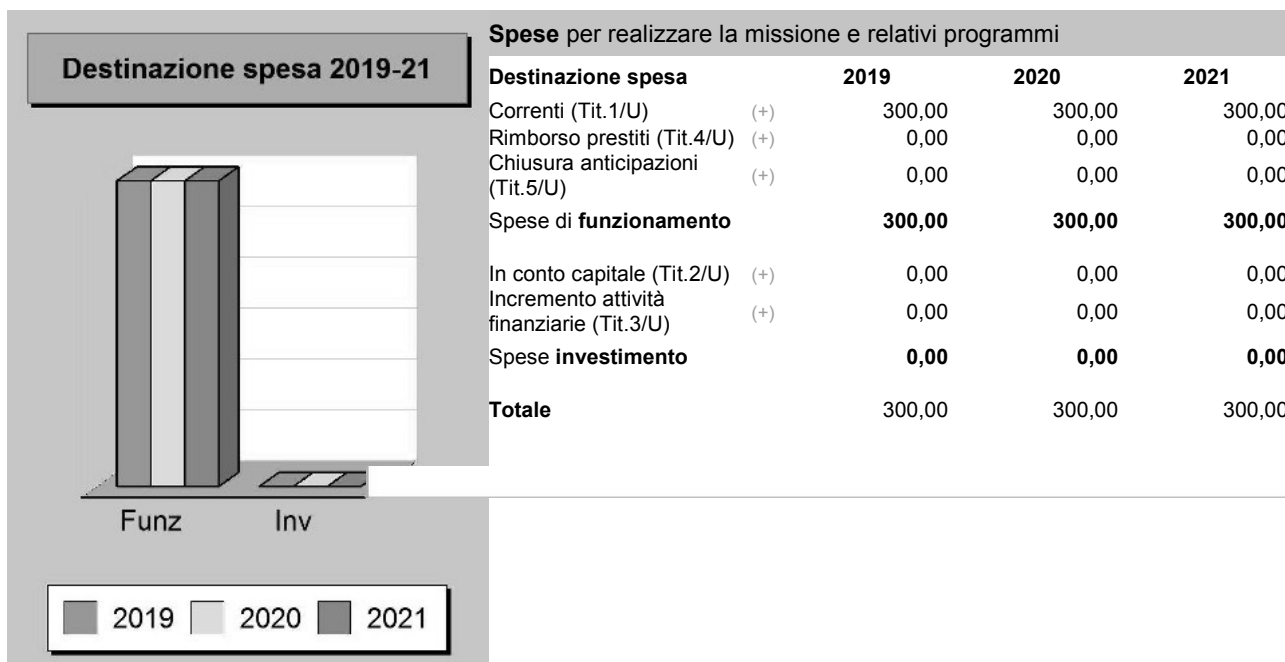 Destinazione spesa 2019-21
Funz Inv
2019 2020 2021
Spese per realizzare la missione e relativi programmi
Destinazione spesa 2019 2020 2021
Correnti (Tit.1/U) (+) 300,00 300,00 300,00
Rimborso prestiti (Tit.4/U) (+) 0,00 0,00 0,00
Chiusura anticipazioni
(Tit.5/U) (+) 0,00 0,00 0,00
Spese di funzionamento 300,00 300,00 300,00
In conto capitale (Tit.2/U) (+) 0,00 0,00 0,00
Incremento attività
finanziarie (Tit.3/U) (+) 0,00 0,00 0,00
Spese investimento 0,00 0,00 0,00
Totale 300,00 300,00 300,00